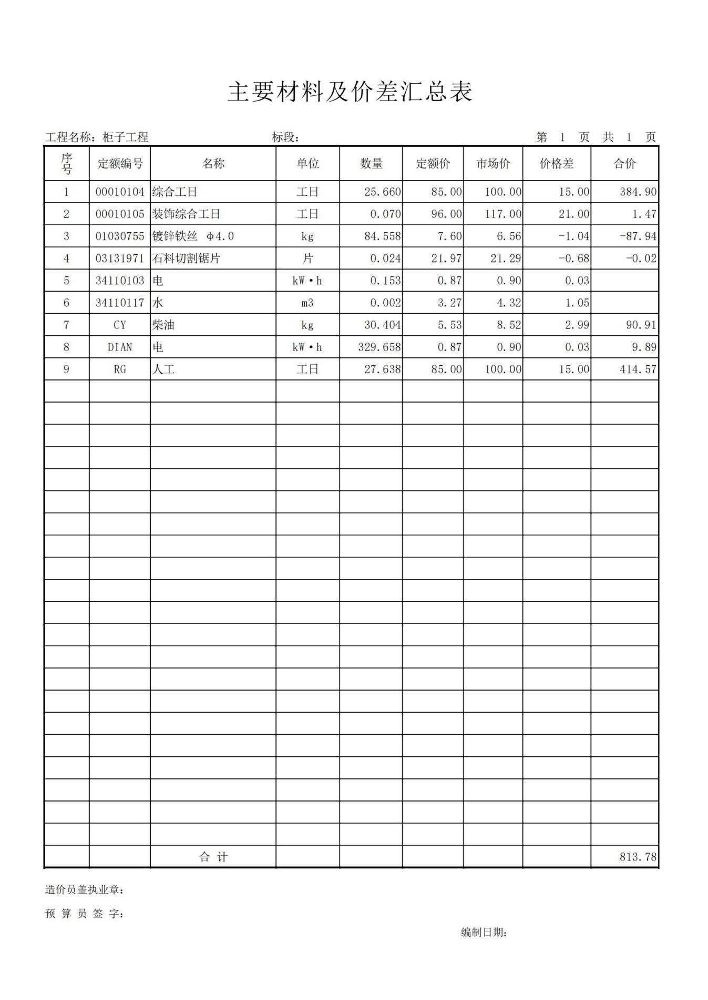 主要材料及价差汇总表
工程名称：柜子工程 标段： 第 1 页 共 1 页
序号 定额编号 名称 单位 数量 定额价 市场价 价格差 合价
1 00010104 综合工日 工日 25.660 85.00 100.00 15.00 384.90
2 00010105 装饰综合工日 工日 0.070 96.00 117.00 21.00 1.47
3 01030755 镀锌铁丝 φ4.0 kg 84.558 7.60 6.56 -1.04 -87.94
4 03131971 石料切割锯片 片 0.024 21.97 21.29 -0.68 -0.02
5 34110103 电 kW·h 0.153 0.87 0.90 0.03
6 34110117 水 m3 0.002 3.27 4.32 1.05
7 CY 柴油 kg 30.404 5.53 8.52 2.99 90.91
8 DIAN 电 kW·h 329.658 0.87 0.90 0.03 9.89
9 RG 人工 工日 27.638 85.00 100.00 15.00 414.57
合 计 813.78
造价员盖执业章：
预 算 员 签 字：
编制日期：